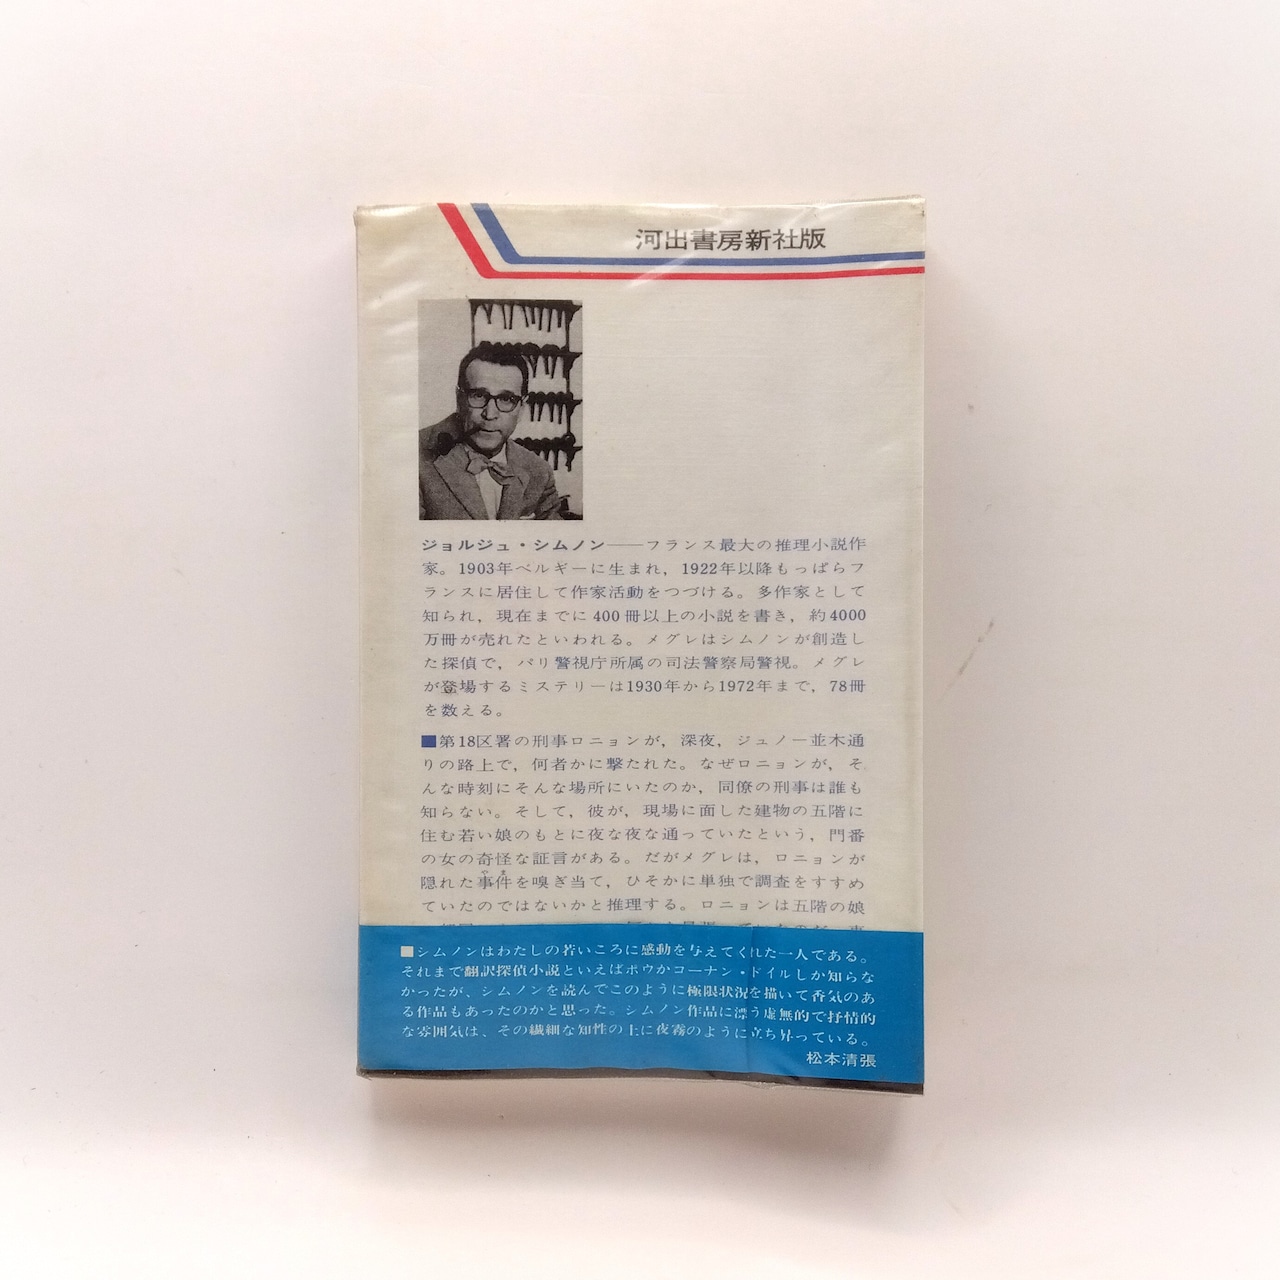 河出書房新社版
ジョルジュ・シムノン——フランス最大の推理小説作
家。1903年ベルギーに生まれ，1922年以降もっぱらフ
ランスに居住して作家活動をつづける。多作家として
知られ，現在までに400冊以上の小説を書き，約4000
万冊が売れたといわれる。メグレはシムノンが創造し
た探偵で，パリ警視庁所属の司法警察局警視。メグレ
が登場するミステリーは1930年から1972年まで，78冊
を数える。
■第18区署の刑事ロニョンが，深夜，ジュノー並木通
りの路上で，何者かに撃たれた。なぜロニョンが，そ
んな時刻にそんな場所にいたのか，同僚の刑事は誰も
知らない。そして，彼が，現場に面した建物の五階に
住む若い娘のもとに夜な夜な通っていたという，門番
の女の奇怪な証言がある。だがメグレは，ロニョンが
やま
隠れた事件を嗅ぎ当て，ひそかに単独で調査をすすめ
ていたのではないかと推理する。ロニョンは五階の娘
■シムノンはわたしの若いころに感動を与えてくれた一人である。
それまで翻訳探偵小説といえばポウかコーナン・ドイルしか知らな
かったが、シムノンを読んでこのように極限状況を描いて香気のあ
る作品もあったのかと思った。シムノン作品に漂う虚無的で抒情的
な雰囲気は、その繊細な知性の上に夜霧のように立ち昇っている。
松本清張